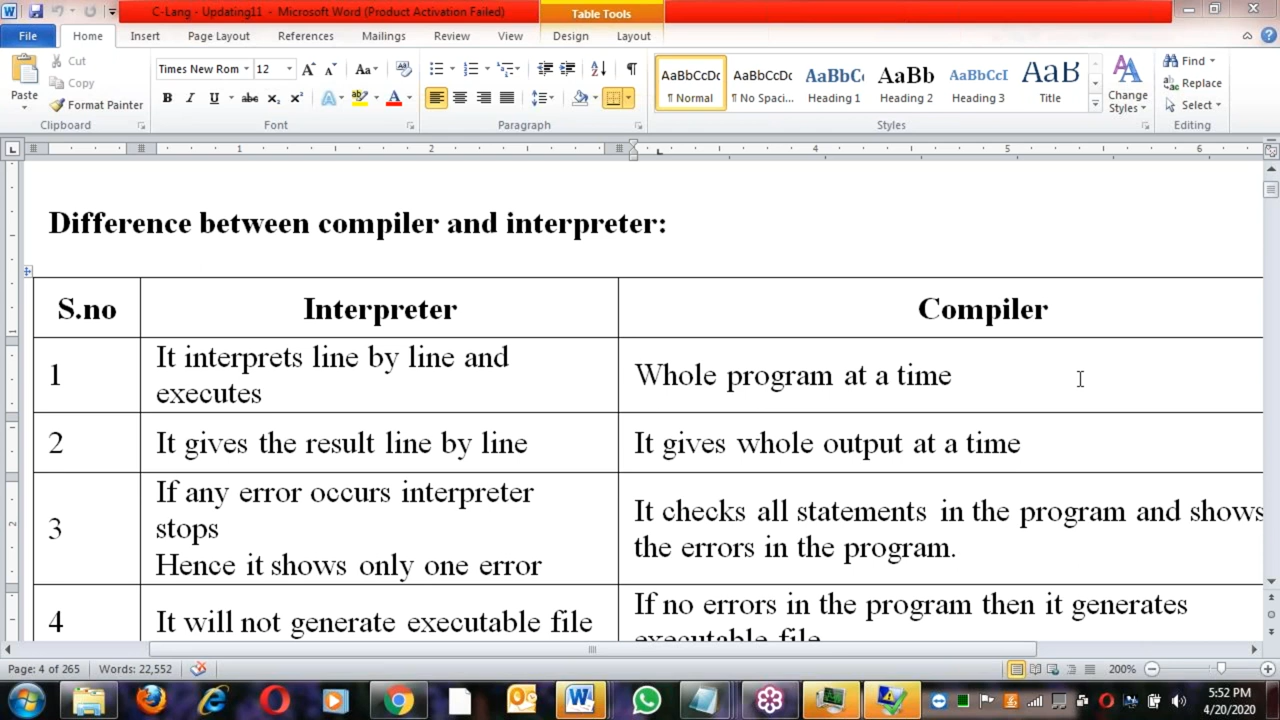 C-Lang - Updating11 - Microsoft Word (Product Activation Failed)
Table Tools
File Home Insert Page Layout References Mailings Review View Design Layout
Paste
Cut
Copy
Format Painter
Clipboard
Times New Rom 12
Font
Paragraph
AaBbCcDc AaBbCcDc AaBbC AaBb AaBbCcI AaB
¶ Normal ¶ No Spaci... Heading 1 Heading 2 Heading 3 Title
Change
Styles
Styles
Find
Replace
Select
Editing
1 2 4 5 6
Difference between compiler and interpreter:
S.no Interpreter Compiler
1 It interprets line by line and
executes
Whole program at a time
2 It gives the result line by line It gives whole output at a time
3 If any error occurs interpreter
stops
Hence it shows only one error
It checks all statements in the program and shows
the errors in the program.
4 It will not generate executable file
If no errors in the program then it generates
executable file
Page: 4 of 265 Words: 22,552 200%
5:52 PM
4/20/2020